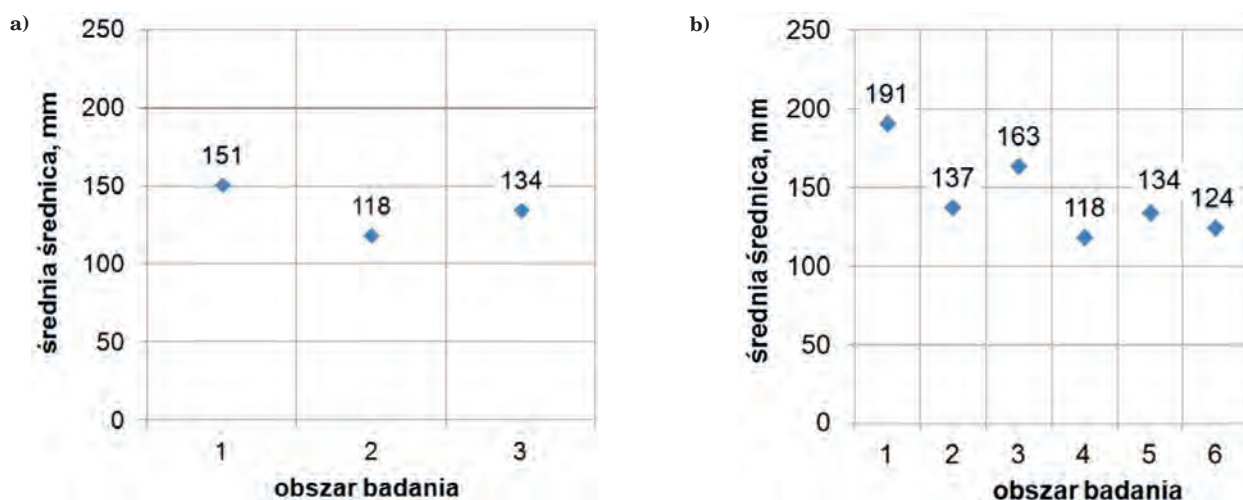 a)
średnia średnica, mm
250
200
150
100
50
0
151
118
134
1 2 3
obszar badania
b)
średnia średnica, mm
250
200
150
100
50
0
191
137
163
118
134
124
1 2 3 4 5 6
obszar badania